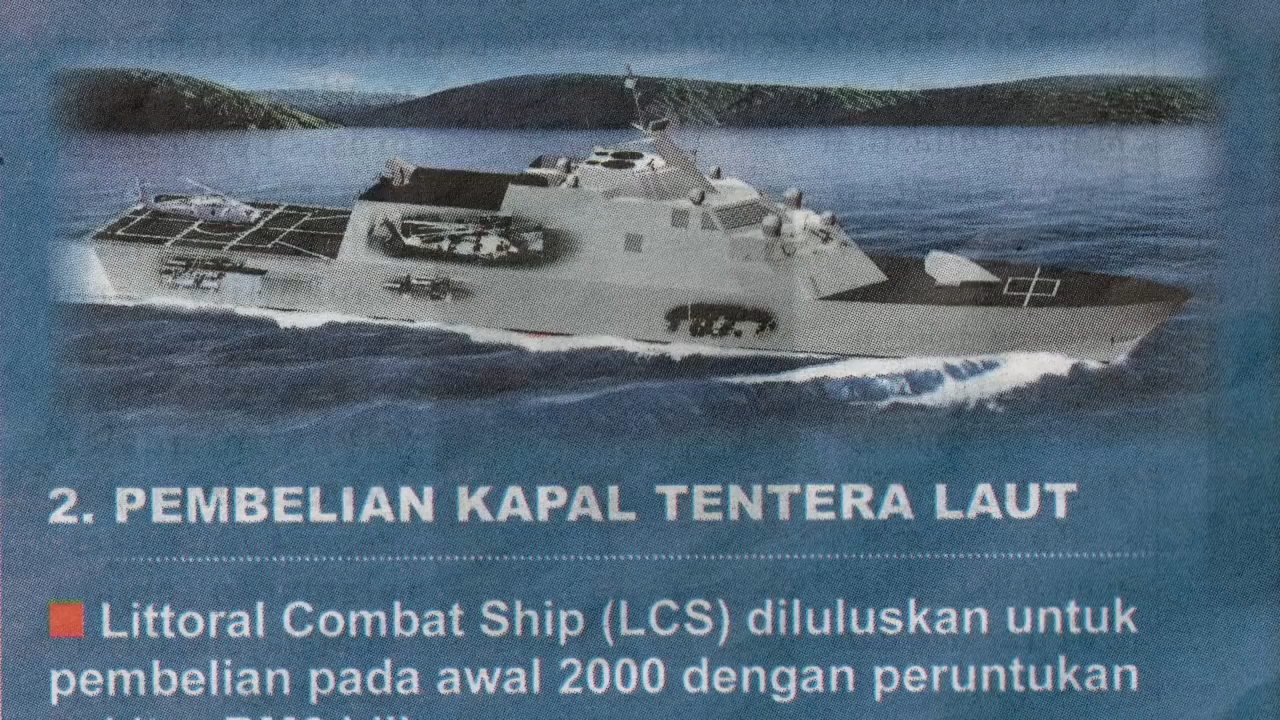 2. PEMBELIAN KAPAL TENTERA LAUT
Littoral Combat Ship (LCS) diluluskan untuk
pembelian pada awal 2000 dengan peruntukan